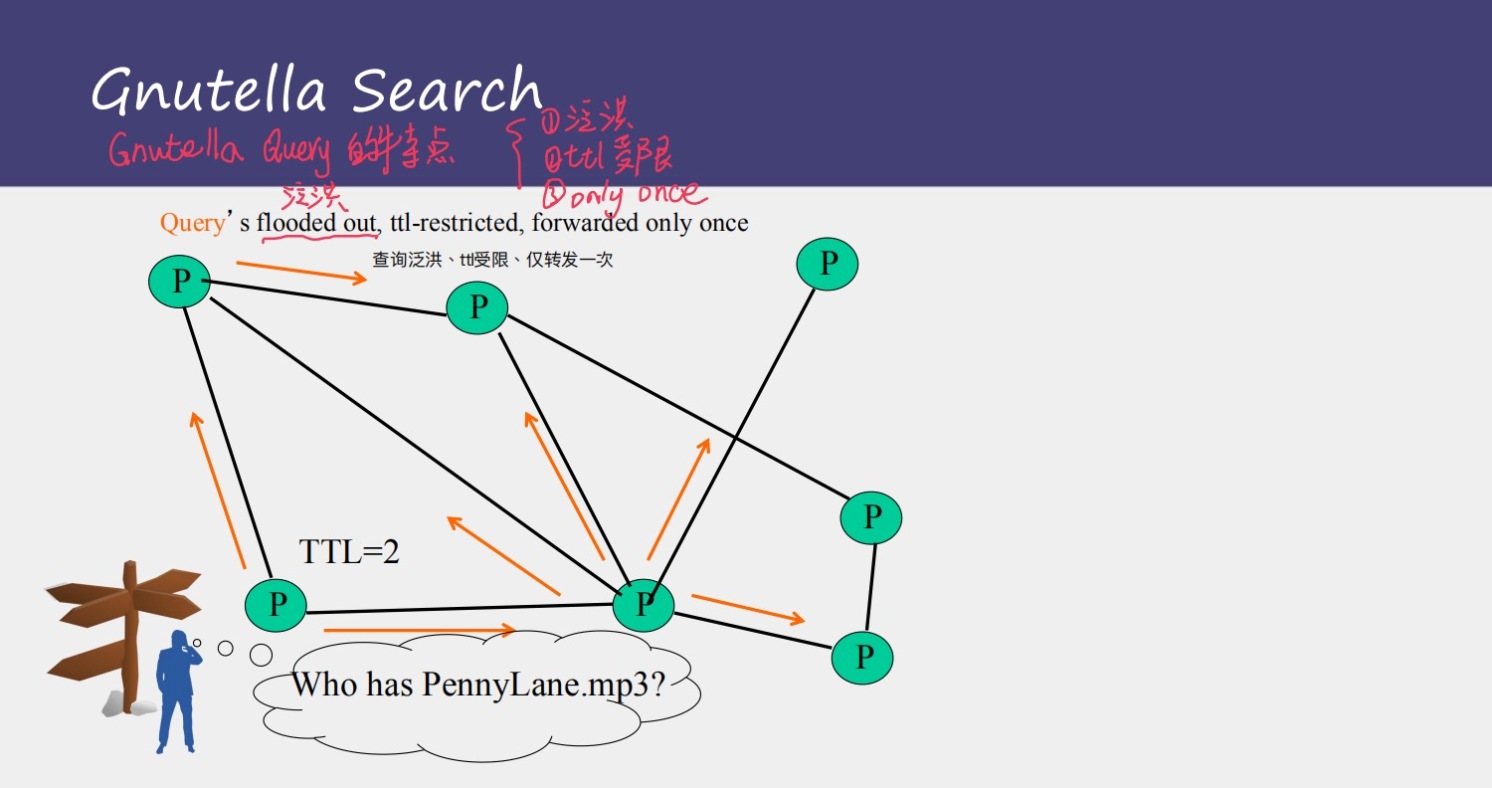 Gnutella Search
Gnutella Query 的特点
①泛洪
②ttl受限
③only once
泛洪
Query's flooded out, ttl-restricted, forwarded only once
查询泛洪、ttl受限、仅转发一次
P
P
P
P
TTL=2
P
P
P
Who has PennyLane.mp3?